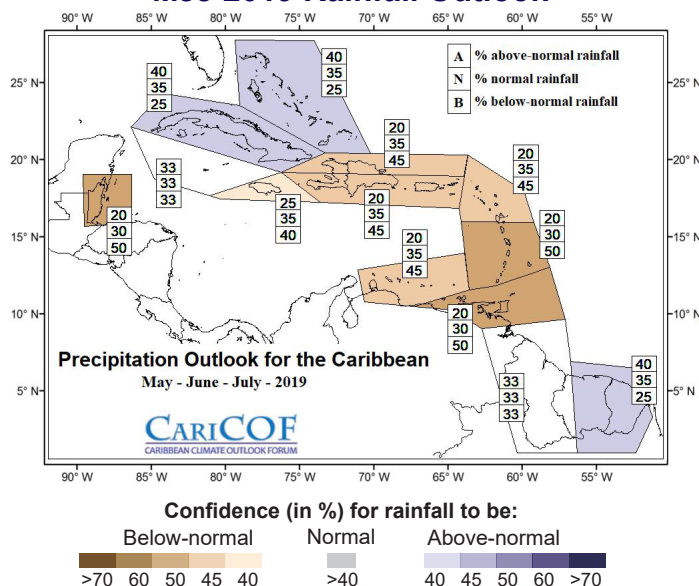 2019 Rainfall Outlook
90° W 85° W 80° W 75° W 70° W 65° W 60° W 55° W
A % above-normal rainfall
N % normal rainfall
B % below-normal rainfall
25° N
20° N
15° N
10° N
5° N
25° N
20° N
15° N
10° N
5° N
40
35
25
40
35
25
20
35
45
20
35
45
33
33
33
25
35
40
20
35
45
20
30
50
20
30
50
20
35
45
20
30
50
33
33
33
40
35
25
Precipitation Outlook for the Caribbean
May - June - July - 2019
CARICOF
CARIBBEAN CLIMATE OUTLOOK FORUM
90° W 85° W 80° W 75° W 70° W 65° W 60° W 55° W
Confidence (in %) for rainfall to be:
Below-normal Normal Above-normal
>70 60 50 45 40 >40 40 45 50 60 >70